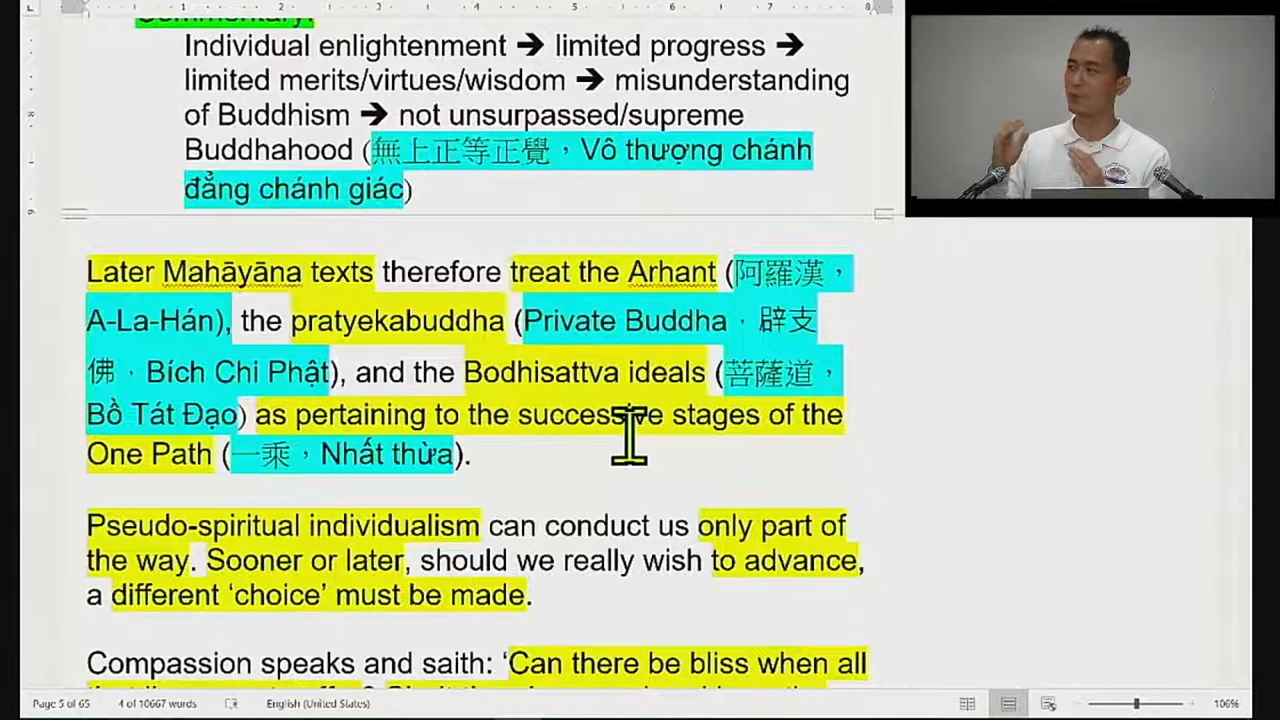 Commentary:
Individual enlightenment → limited progress →
limited merits/virtues/wisdom → misunderstanding
of Buddhism → not unsurpassed/supreme
Buddhahood (無上正等正覺，Vô thượng chánh
đẳng chánh giác)
Later Mahāyāna texts therefore treat the Arhant (阿羅漢，
A-La-Hán), the pratyekabuddha (Private Buddha，辟支
佛，Bích Chi Phật), and the Bodhisattva ideals (菩薩道，
Bồ Tát Đạo) as pertaining to the successive stages of the
One Path (一乘，Nhất thừa).
Pseudo-spiritual individualism can conduct us only part of
the way. Sooner or later, should we really wish to advance,
a different ‘choice’ must be made.
Compassion speaks and saith: ‘Can there be bliss when all
Page 5 of 65 4 of 10667 words English (United States) 106%